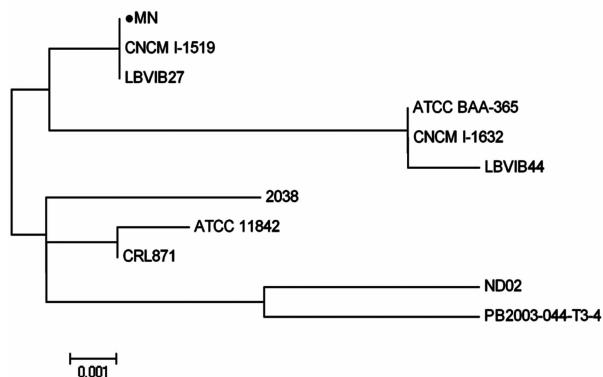 ●MN
CNCM I-1519
LBVIB27
ATCC BAA-365
CNCM I-1632
LBVIB44
2038
ATCC 11842
CRL871
ND02
PB2003-044-T3-4
0.001